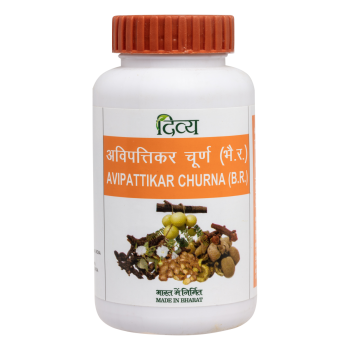 दिव्य
अविपत्तिकर चूर्ण (भै.र.)
AVIPATTIKAR CHURNA (B.R.)
भारत में निर्मित
MADE IN BHARAT